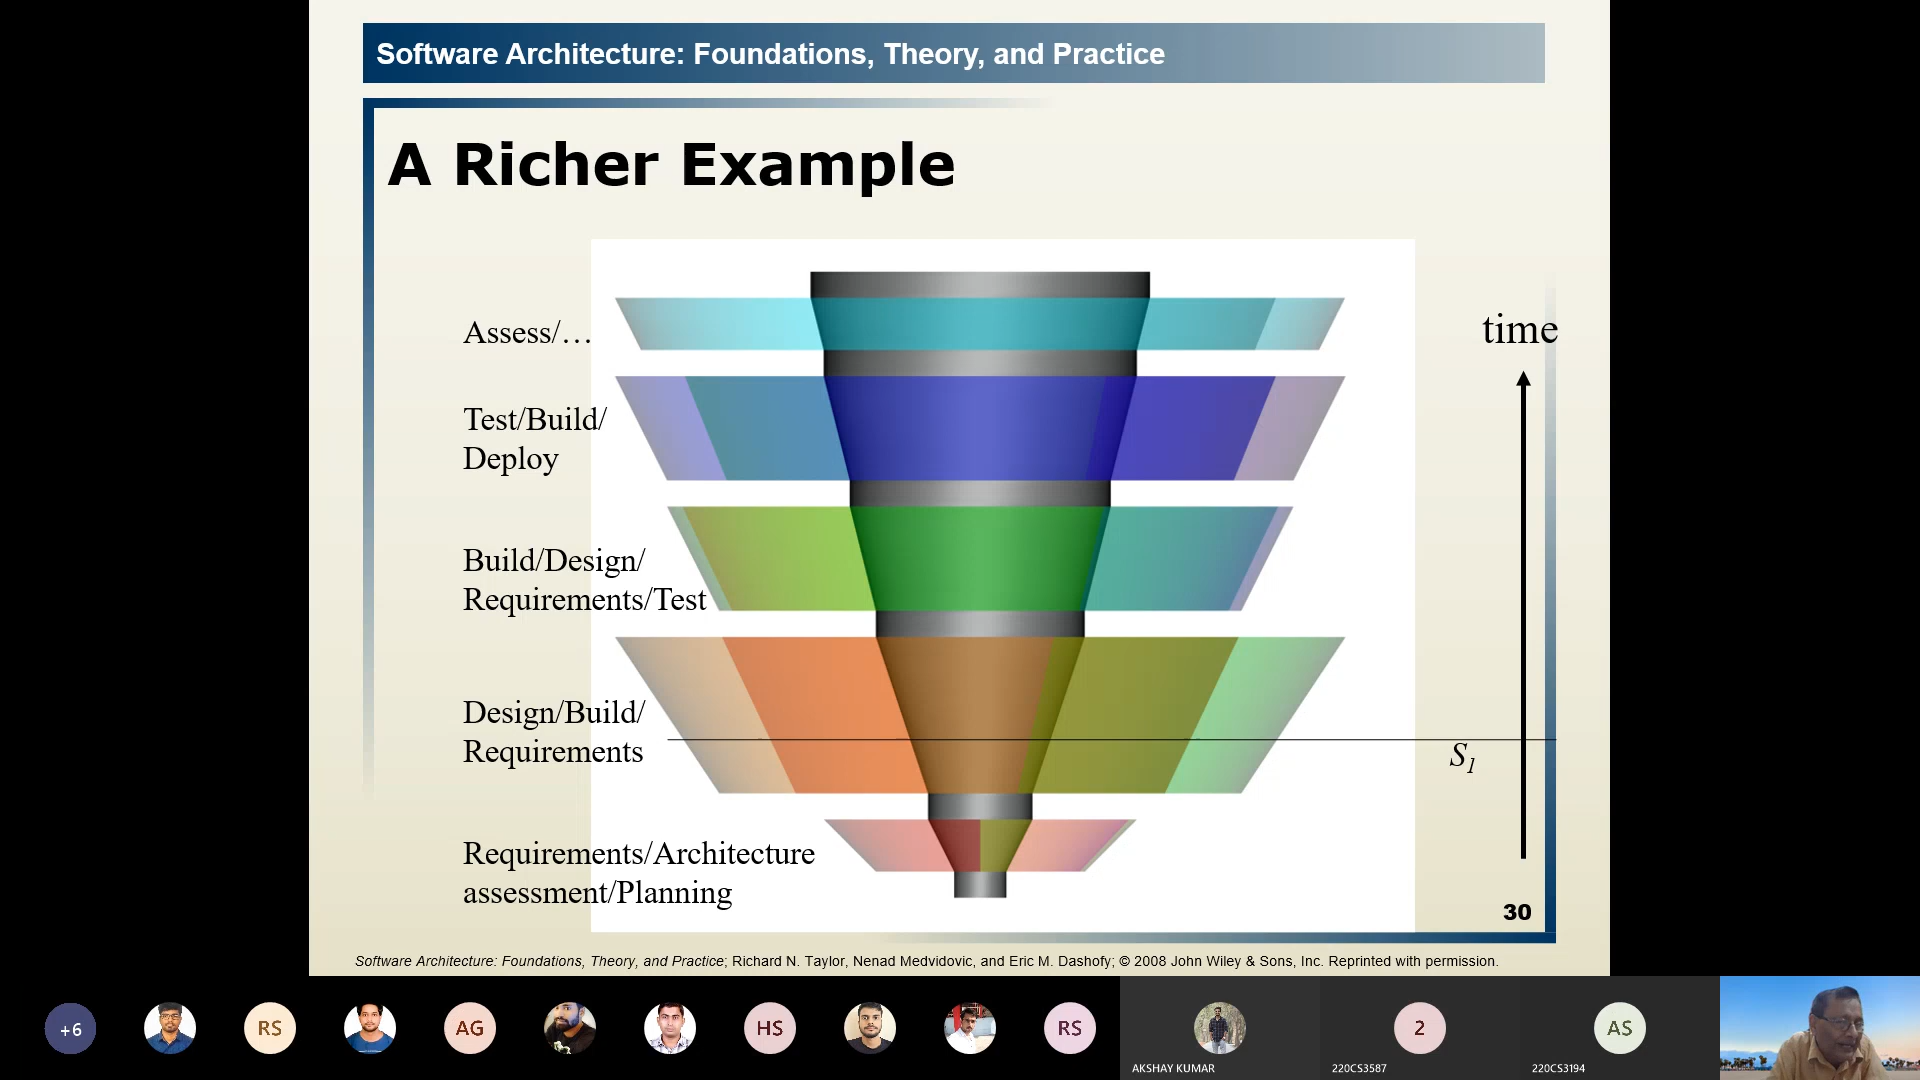 Software Architecture: Foundations, Theory, and Practice
A Richer Example
Assess/…
time
Test/Build/
Deploy
Build/Design/
Requirements/Test
Design/Build/
Requirements
S1
Requirements/Architecture
assessment/Planning
30
Software Architecture: Foundations, Theory, and Practice; Richard N. Taylor, Nenad Medvidovic, and Eric M. Dashofy; © 2008 John Wiley & Sons, Inc. Reprinted with permission.
+6
RS
AG
HS
RS
2
AS
AKSHAY KUMAR
220CS3587
220CS3194